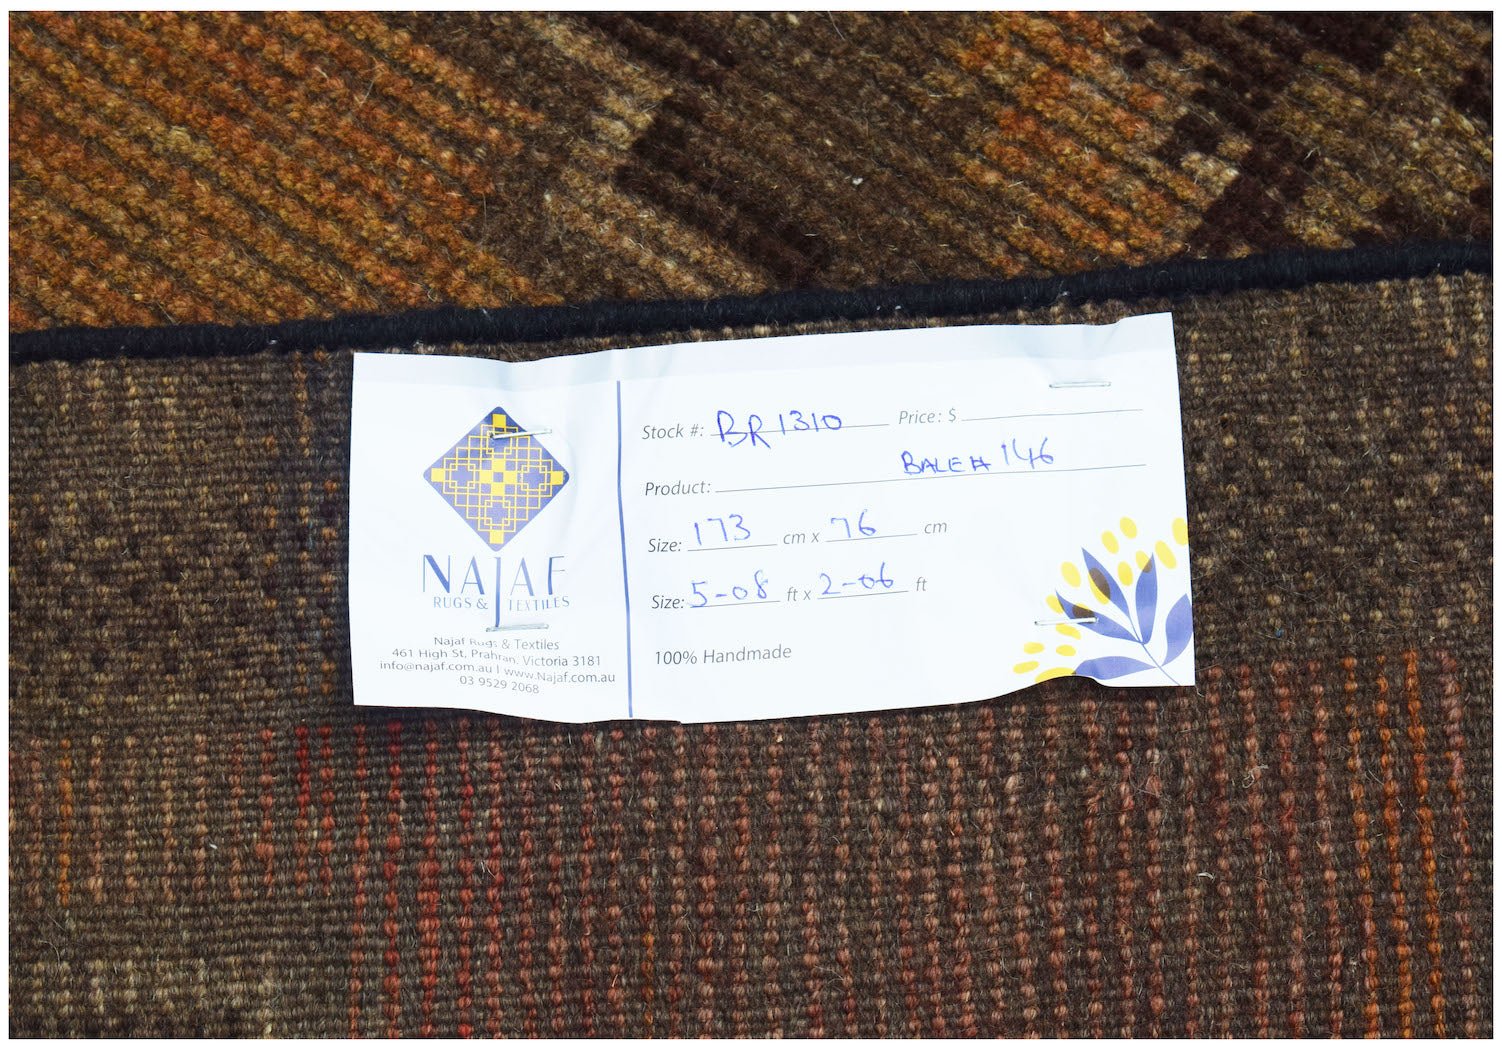 NAJAF
RUGS & TEXTILES
Najaf Rugs & Textiles
461 High St, Prahran, Victoria 3181
info@najaf.com.au | www.Najaf.com.au
03 9529 2068
Stock #: BR1310 Price: $
BALE # 146
Product:
Size: 173 cm x 76 cm
Size: 5-08 ft x 2-06 ft
100% Handmade